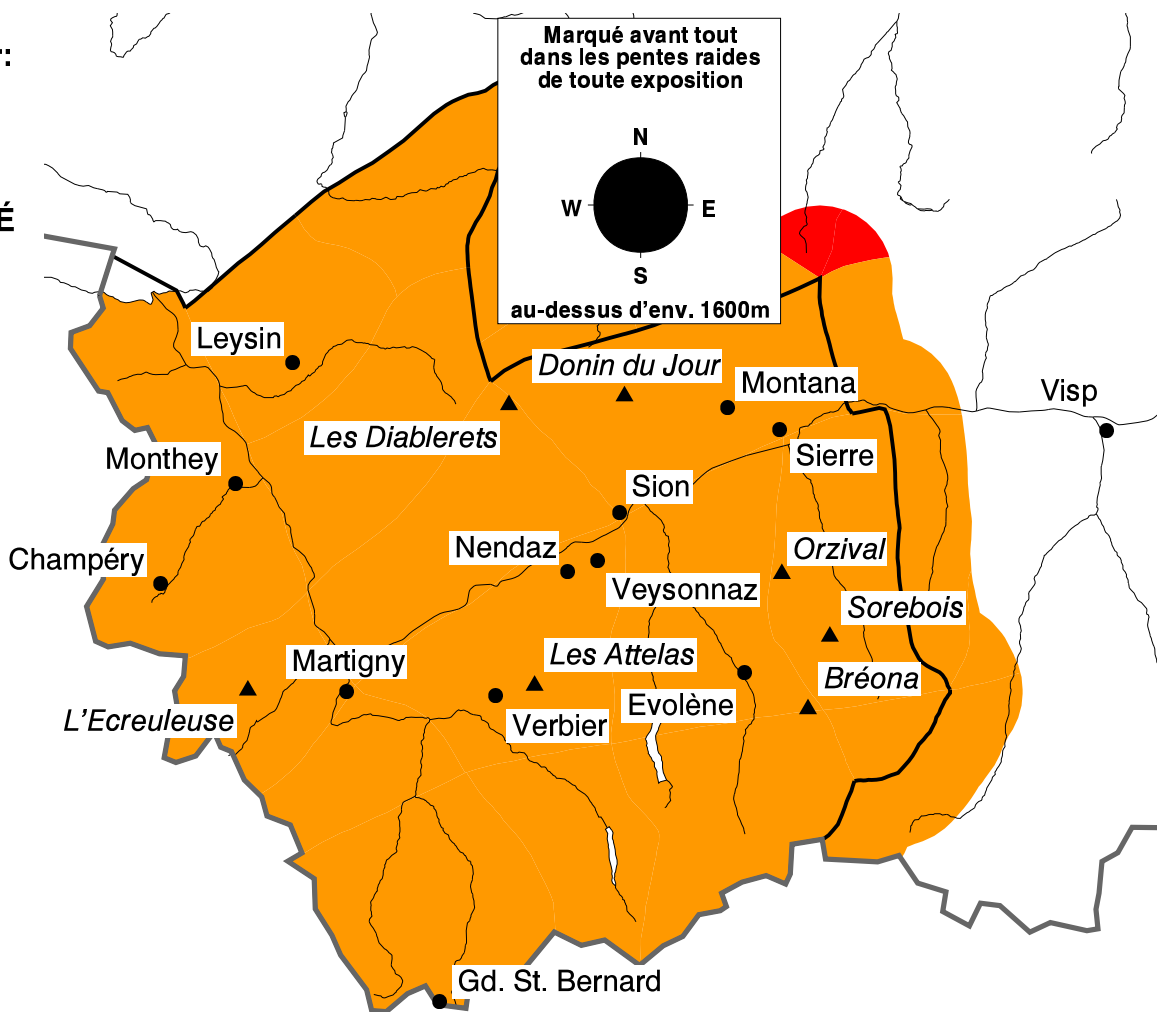 Marqué avant tout
dans les pentes raides
de toute exposition
r:
N
É
W
E
S
au-dessus d'env. 1600m
Leysin
Donin du Jour
Montana
Visp
Les Diablerets
Sierre
Monthey
Sion
Nendaz
Orzival
Champéry
Veysonnaz
Sorebois
Les Attelas
Martigny
Bréona
Evolène
L'Ecreuleuse
Verbier
Gd. St. Bernard